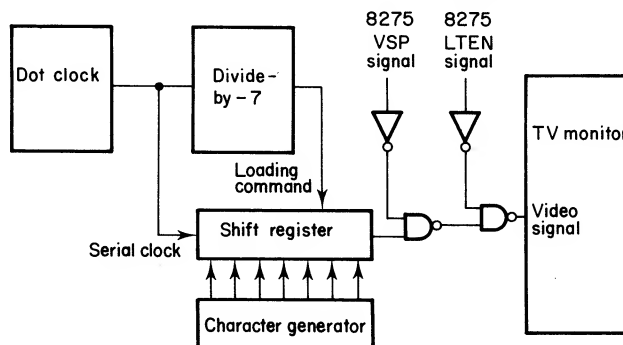 8275
VSP
signal
8275
LTEN
signal
Dot clock
Divide-
by-7
TV monitor
Loading
command
Video
signal
Shift register
Serial clock
Character generator